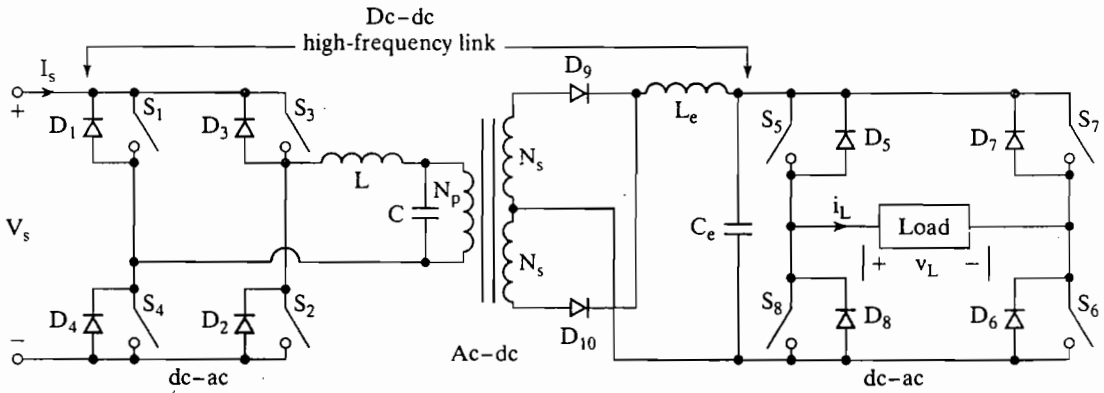 Dc-dc
high-frequency link
I_s
+
D_1
S_1
D_3
S_3
L
C
N_p
N_s
N_s
D_9
D_10
L_e
C_e
S_5
D_5
D_7
S_7
i_L
Load
+ v_L −
V_s
D_4
S_4
D_2
S_2
S_8
D_8
D_6
S_6
−
Ac-dc
dc-ac
dc-ac